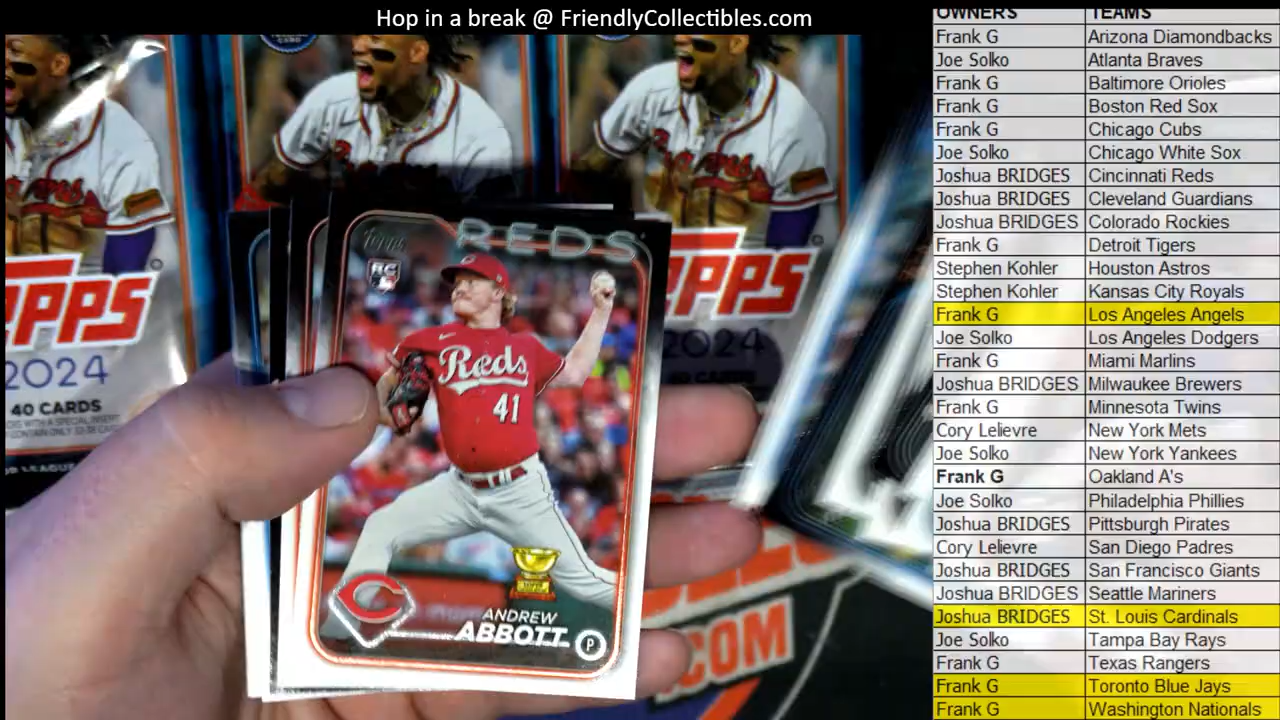 Hop in a break @ FriendlyCollectibles.com
OWNERS TEAMS
Frank G Arizona Diamondbacks
Joe Solko Atlanta Braves
Frank G Baltimore Orioles
Frank G Boston Red Sox
Frank G Chicago Cubs
Joe Solko Chicago White Sox
Joshua BRIDGES Cincinnati Reds
Joshua BRIDGES Cleveland Guardians
Joshua BRIDGES Colorado Rockies
Frank G Detroit Tigers
Stephen Kohler Houston Astros
Stephen Kohler Kansas City Royals
Frank G Los Angeles Angels
Joe Solko Los Angeles Dodgers
Frank G Miami Marlins
Joshua BRIDGES Milwaukee Brewers
Frank G Minnesota Twins
Cory Lelievre New York Mets
Joe Solko New York Yankees
Frank G Oakland A's
Joe Solko Philadelphia Phillies
Joshua BRIDGES Pittsburgh Pirates
Cory Lelievre San Diego Padres
Joshua BRIDGES San Francisco Giants
Joshua BRIDGES Seattle Mariners
Joshua BRIDGES St. Louis Cardinals
Joe Solko Tampa Bay Rays
Frank G Texas Rangers
Frank G Toronto Blue Jays
Frank G Washington Nationals
REDS
Topps
RC
Reds
41
ANDREW
ABBOTT
P
OPPS
2024
40 CARDS
PPS
2024
40 CARDS
.COM